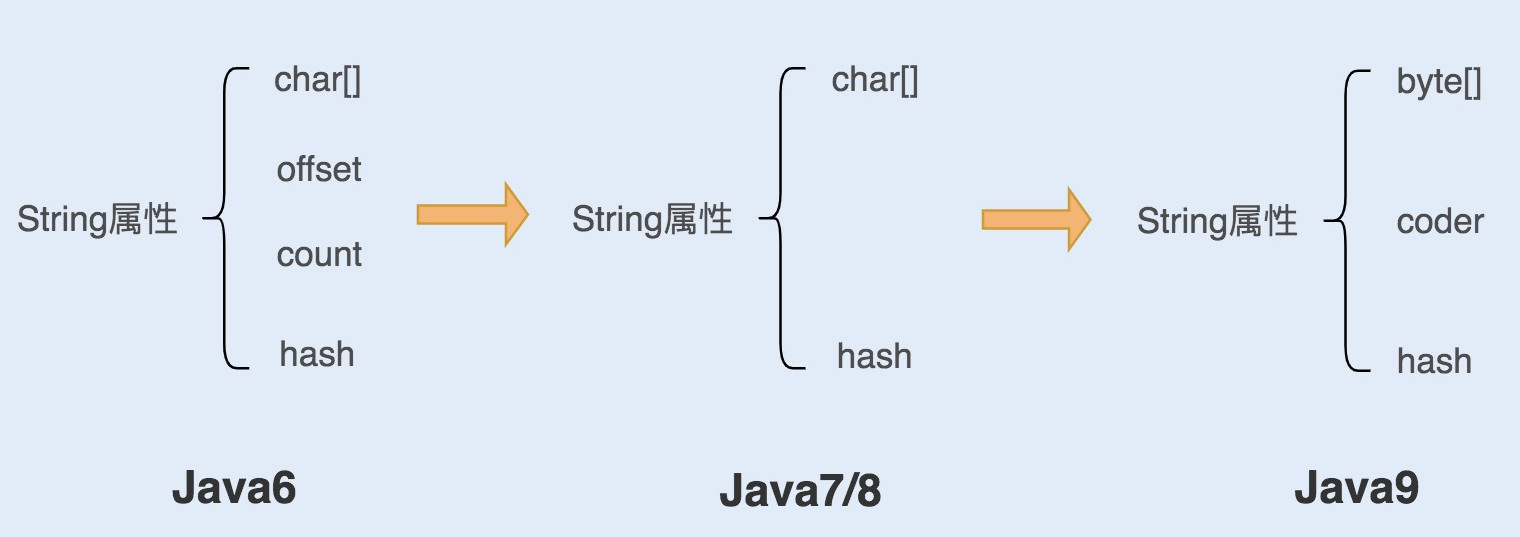 String属性
char[]
offset
count
hash
Java6
String属性
char[]
hash
Java7/8
String属性
byte[]
coder
hash
Java9